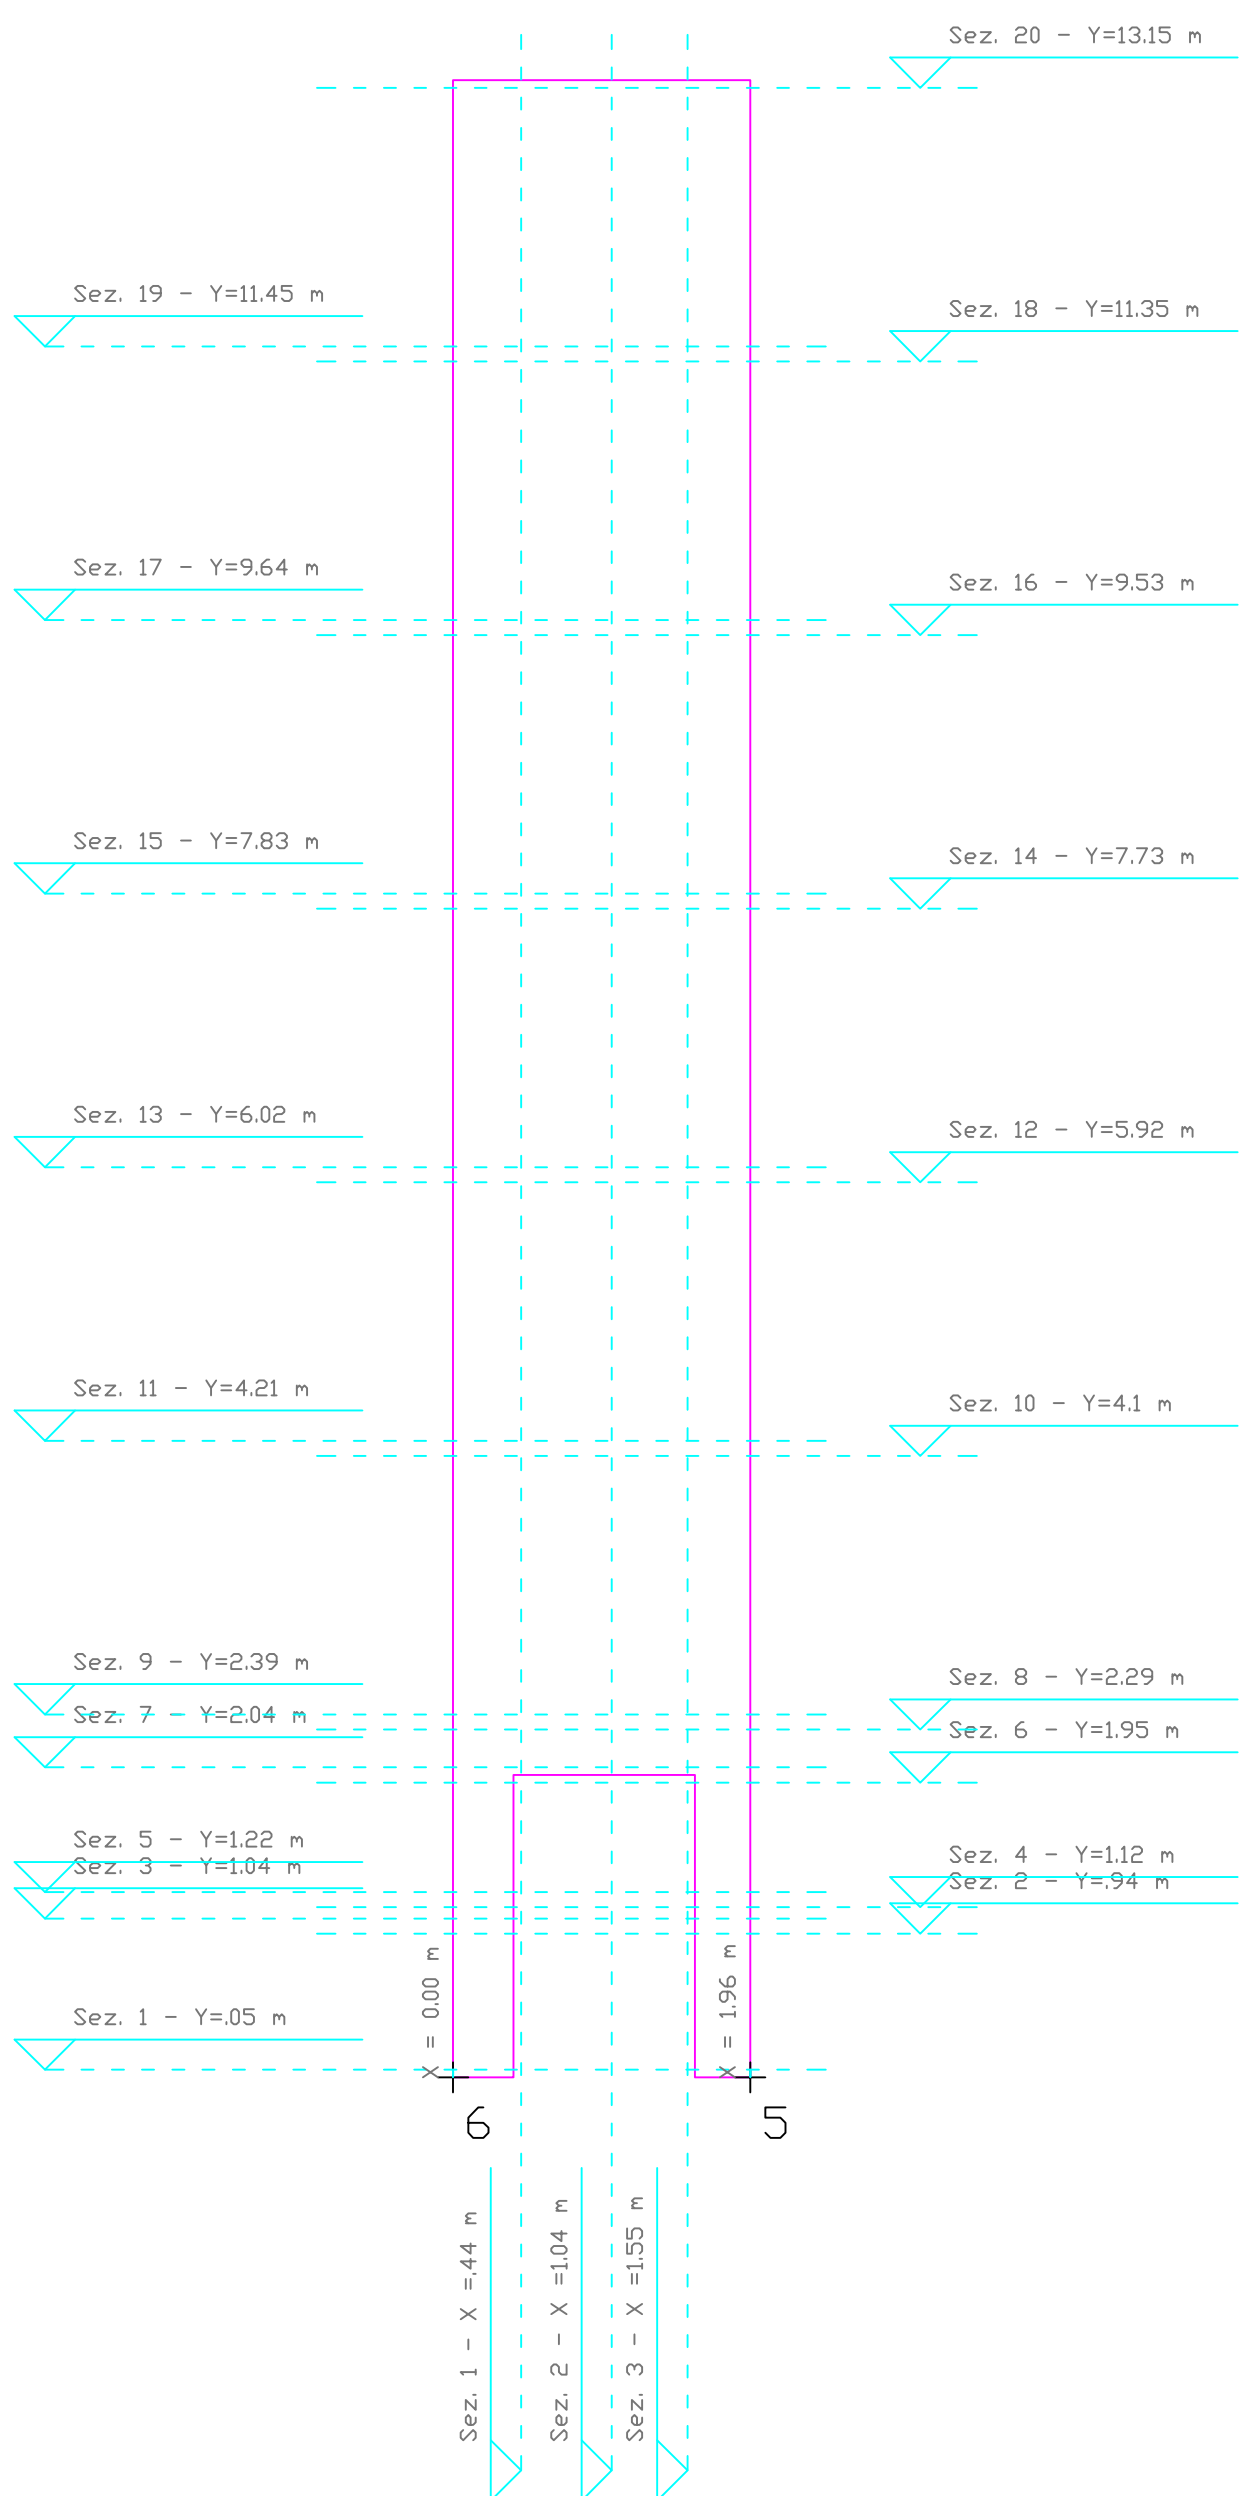 Sez. 20 - Y=13.15 m
Sez. 19 - Y=11.45 m
Sez. 18 - Y=11.35 m
Sez. 17 - Y=9.64 m
Sez. 16 - Y=9.53 m
Sez. 15 - Y=7.83 m
Sez. 14 - Y=7.73 m
Sez. 13 - Y=6.02 m
Sez. 12 - Y=5.92 m
Sez. 11 - Y=4.21 m
Sez. 10 - Y=4.1 m
Sez. 9 - Y=2.39 m
Sez. 8 - Y=2.29 m
Sez. 7 - Y=2.04 m
Sez. 6 - Y=1.95 m
Sez. 5 - Y=1.22 m
Sez. 4 - Y=1.12 m
Sez. 3 - Y=1.04 m
Sez. 2 - Y=.94 m
X = 0.00 m
X = 1.96 m
Sez. 1 - Y=.05 m
6
5
Sez. 1 - X =.44 m
Sez. 2 - X =1.04 m
Sez. 3 - X =1.55 m